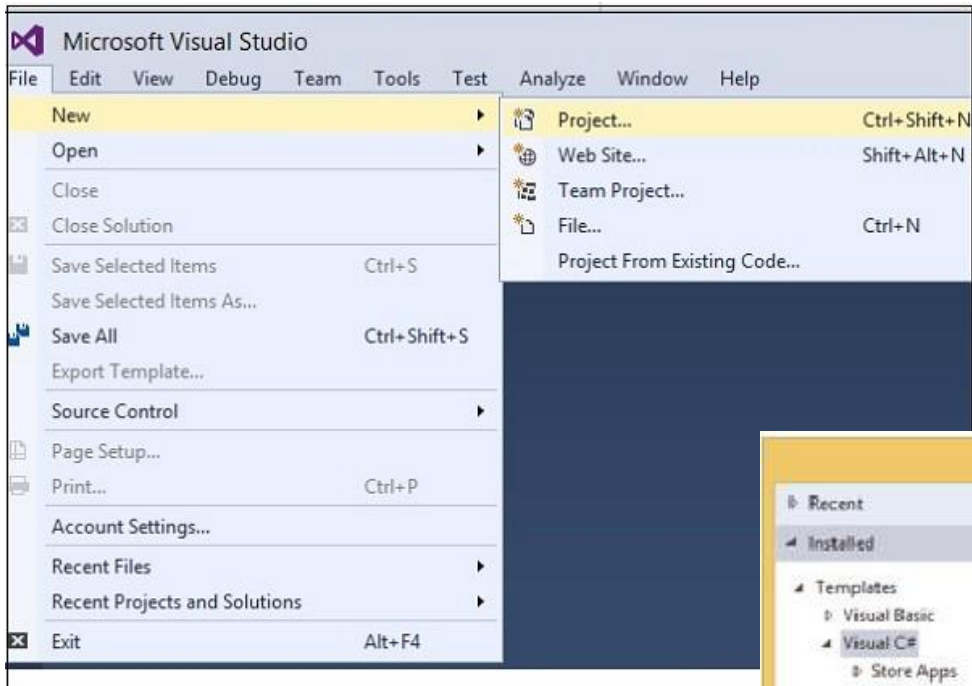 Microsoft Visual Studio
File Edit View Debug Team Tools Test Analyze Window Help
New
Open
Close
Close Solution
Save Selected Items Ctrl+S
Save Selected Items As...
Save All Ctrl+Shift+S
Export Template...
Source Control
Page Setup...
Print... Ctrl+P
Account Settings...
Recent Files
Recent Projects and Solutions
Exit Alt+F4
Project... Ctrl+Shift+N
Web Site... Shift+Alt+N
Team Project...
File... Ctrl+N
Project From Existing Code...
Recent
Installed
Templates
Visual Basic
Visual C#
Store Apps